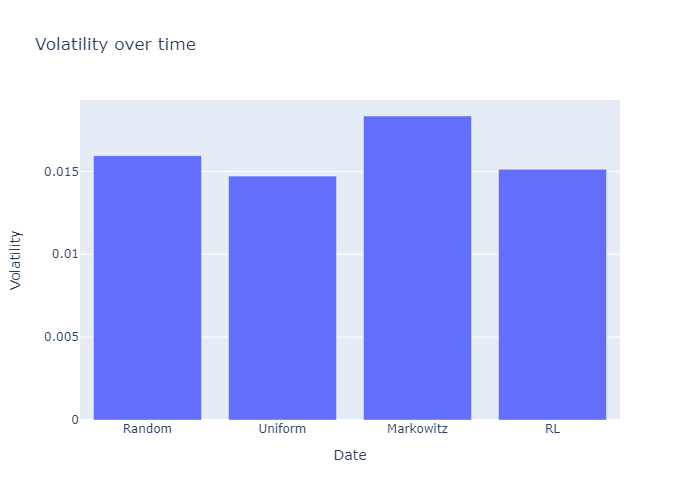 Volatility over time
Volatility
0.015
0.01
0.005
0
Random Uniform Markowitz RL
Date